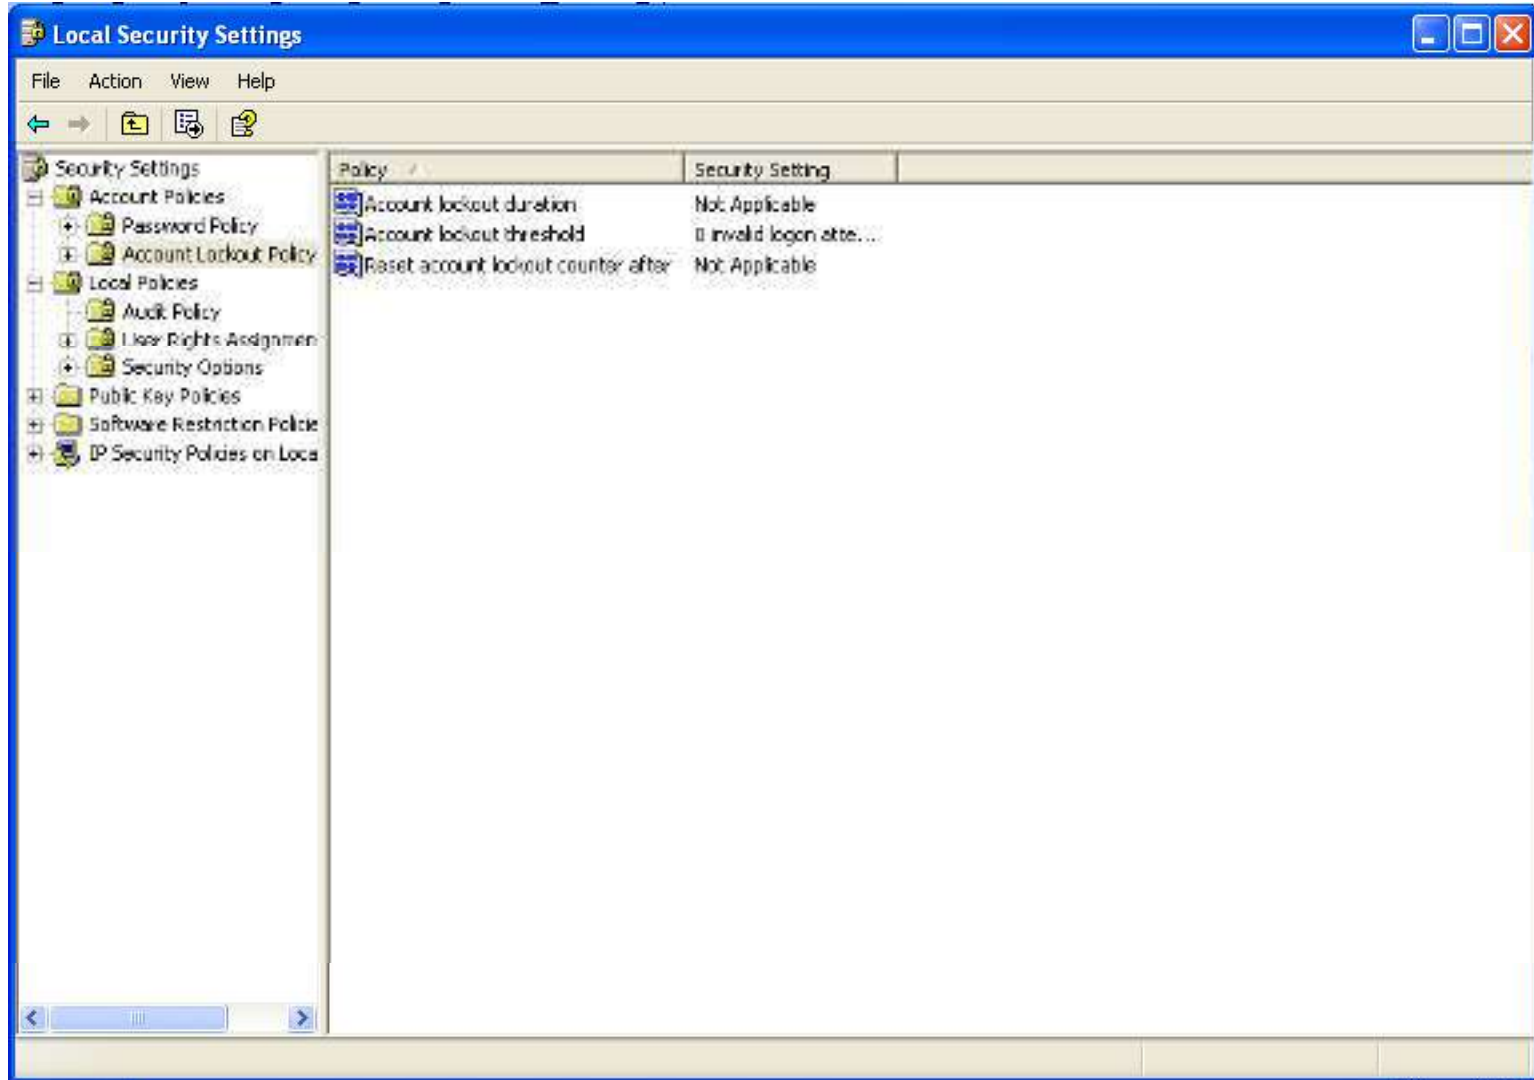 Local Security Settings
File Action View Help
Security Settings
Account Policies
Password Policy
Account Lockout Policy
Local Policies
Audit Policy
User Rights Assignmen
Security Options
Public Key Policies
Software Restriction Policie
IP Security Policies on Loca
Policy Security Setting
Account lockout duration Not Applicable
Account lockout threshold 0 invalid logon atte....
Reset account lockout counter after Not Applicable